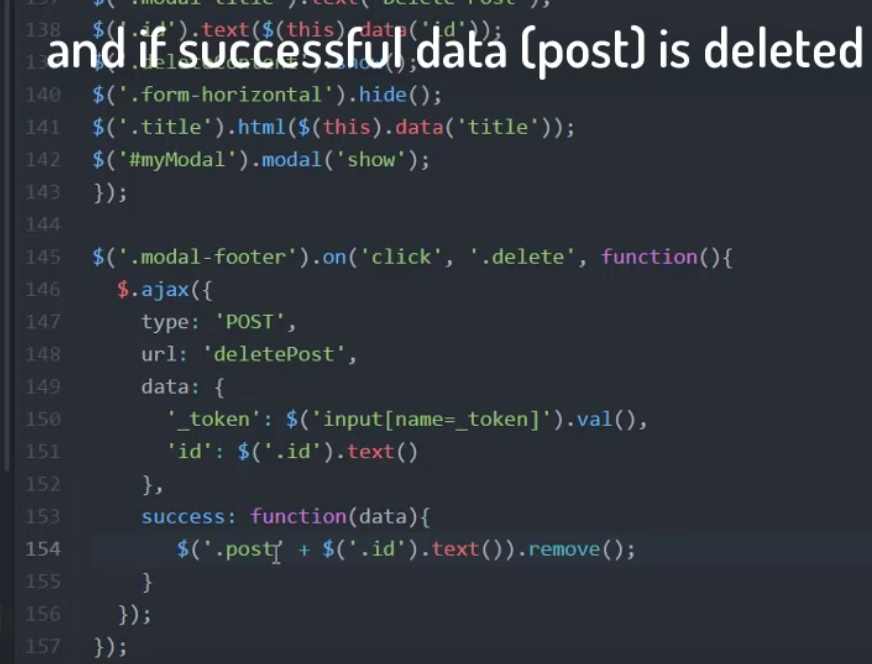 $('.modal-title').text('Delete Post');
138 $('.id').text($(this).data('id'));
and if successful data (post) is deleted
$('.deleteContent').show();
140 $('.form-horizontal').hide();
141 $('.title').html($(this).data('title'));
142 $('#myModal').modal('show');
143 });
144
145 $('.modal-footer').on('click', '.delete', function(){
146 $.ajax({
147 type: 'POST',
148 url: 'deletePost',
149 data: {
150 '_token': $('input[name=_token]').val(),
151 'id': $('.id').text()
152 },
153 success: function(data){
154 $('.post' + $('.id').text()).remove();
155 }
156 });
157 });